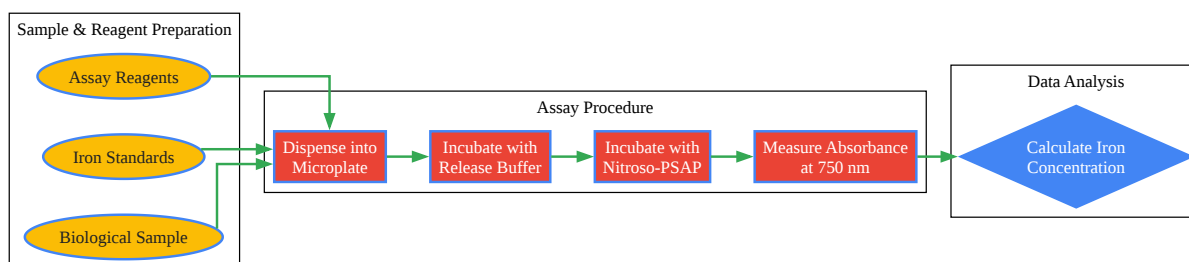 Sample & Reagent Preparation
Assay Reagents
Iron Standards
Biological Sample
Assay Procedure
Dispense into
Microplate
Incubate with
Release Buffer
Incubate with
Nitroso-PSAP
Measure Absorbance
at 750 nm
Data Analysis
Calculate Iron
Concentration